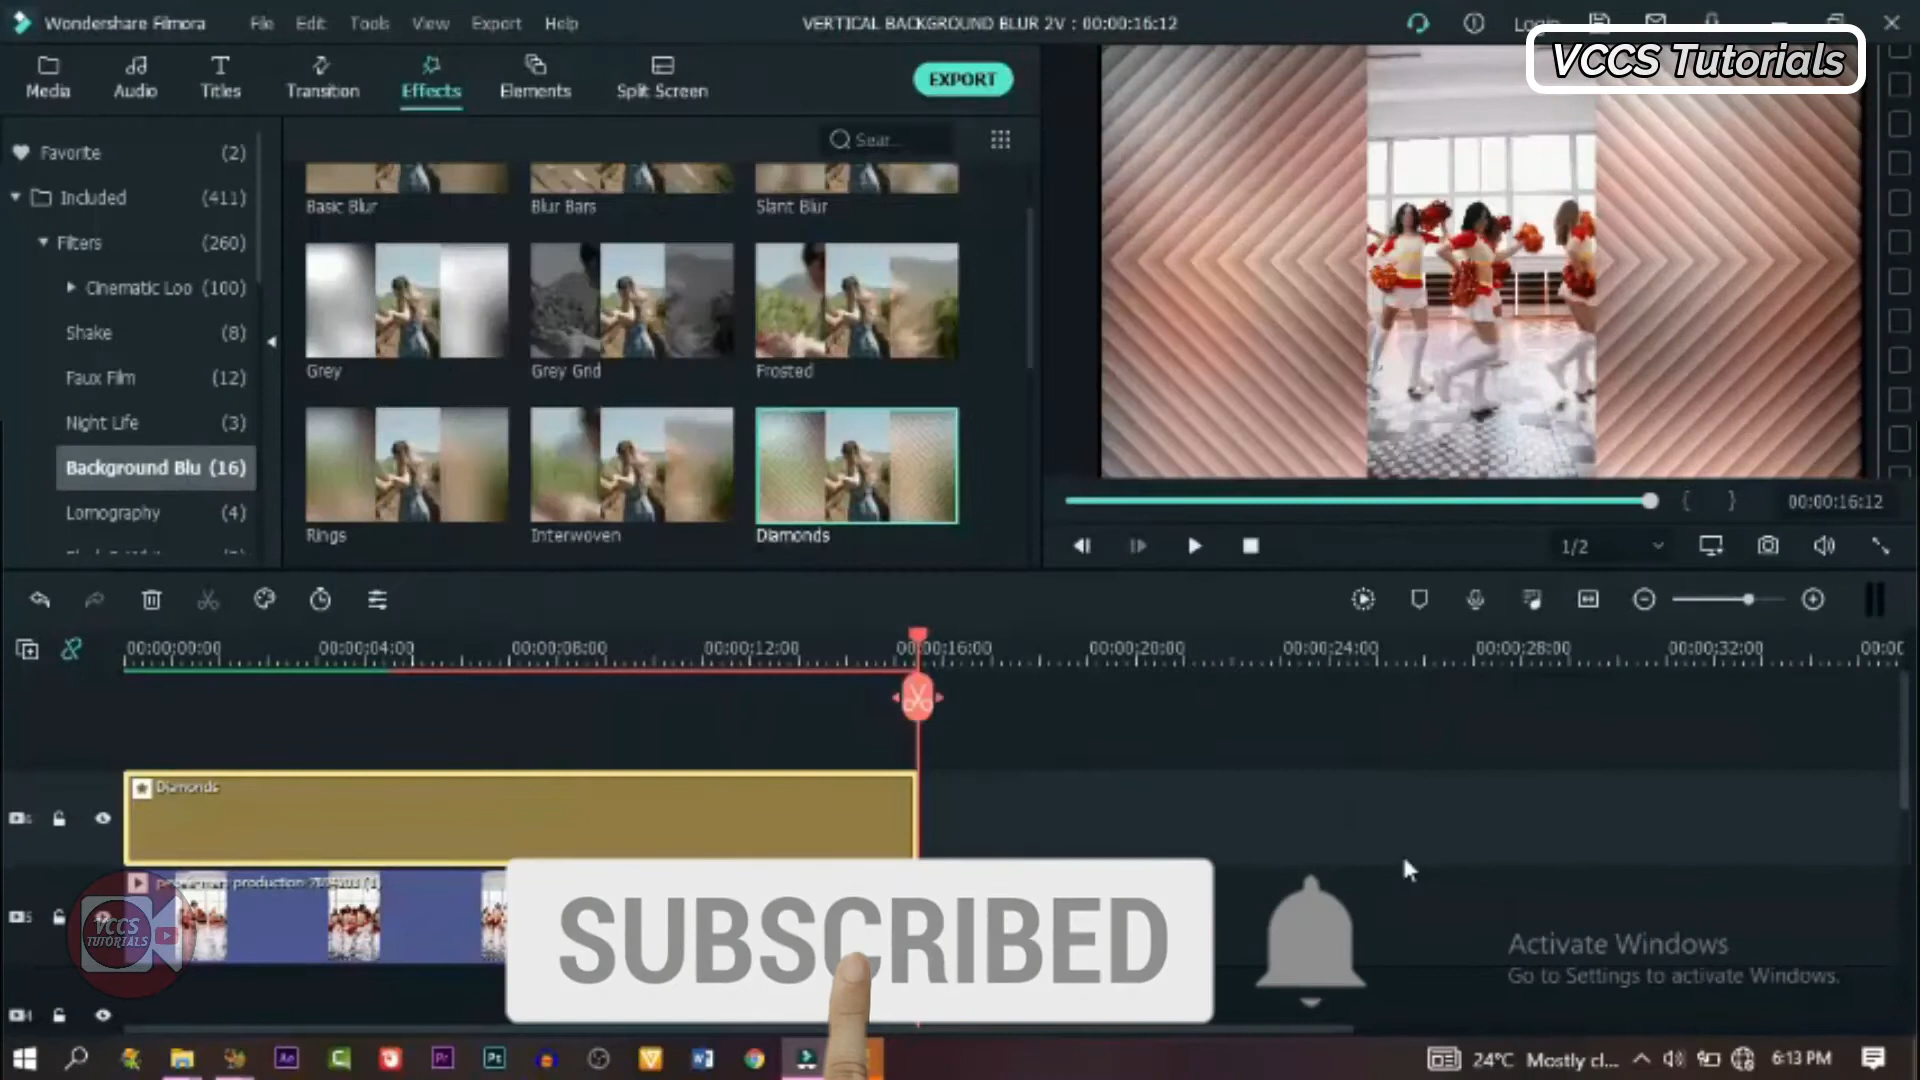 Wondershare Filmora File Edit Tools View Export Help VERTICAL BACKGROUND BLUR 2V : 00:00:16:12 Login
VCCS Tutorials
Media Audio Titles Transition Effects Elements Split Screen EXPORT
Favorite (2)
Sear...
Included (411)
Basic Blur Blur Bars Slant Blur
Filters (260)
Cinematic Loo (100)
Shake (8)
Grey Grey Grid Frosted
Faux Film (12)
Night Life (3)
Background Blu (16)
Lomography (4)
Rings Interwoven Diamonds
{ } 00:00:16:12
1/2
00:00:00:00 00:00:04:00 00:00:08:00 00:00:12:00 00:00:16:00 00:00:20:00 00:00:24:00 00:00:28:00 00:00:32:00 00:00
Diamonds
VCCS
TUTORIALS
SUBSCRIBED
Activate Windows
Go to Settings to activate Windows.
24°C Mostly cl... 6:13 PM